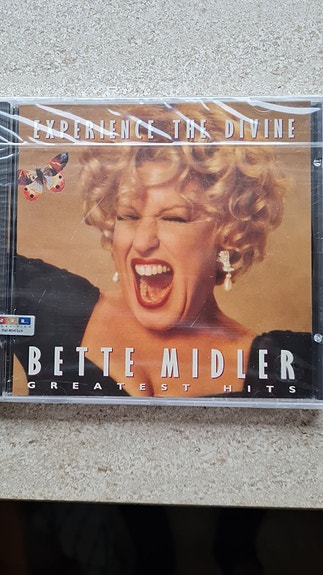 EXPERIENCE THE DIVINE
BETTE MIDLER
GREATEST HITS